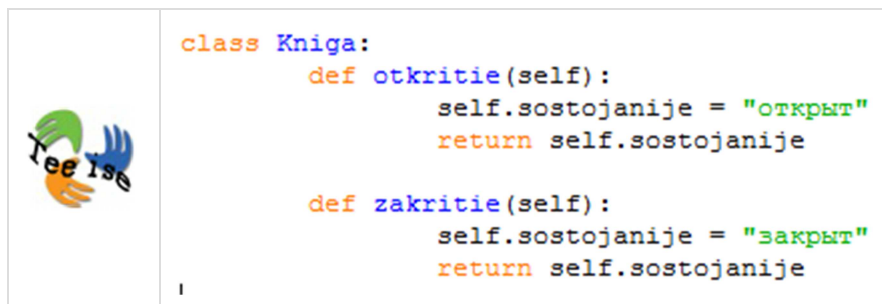 Tee ise
class Kniga:
def otkritie(self):
self.sostojanije = "открыт"
return self.sostojanije
def zakritie(self):
self.sostojanije = "закрыт"
return self.sostojanije